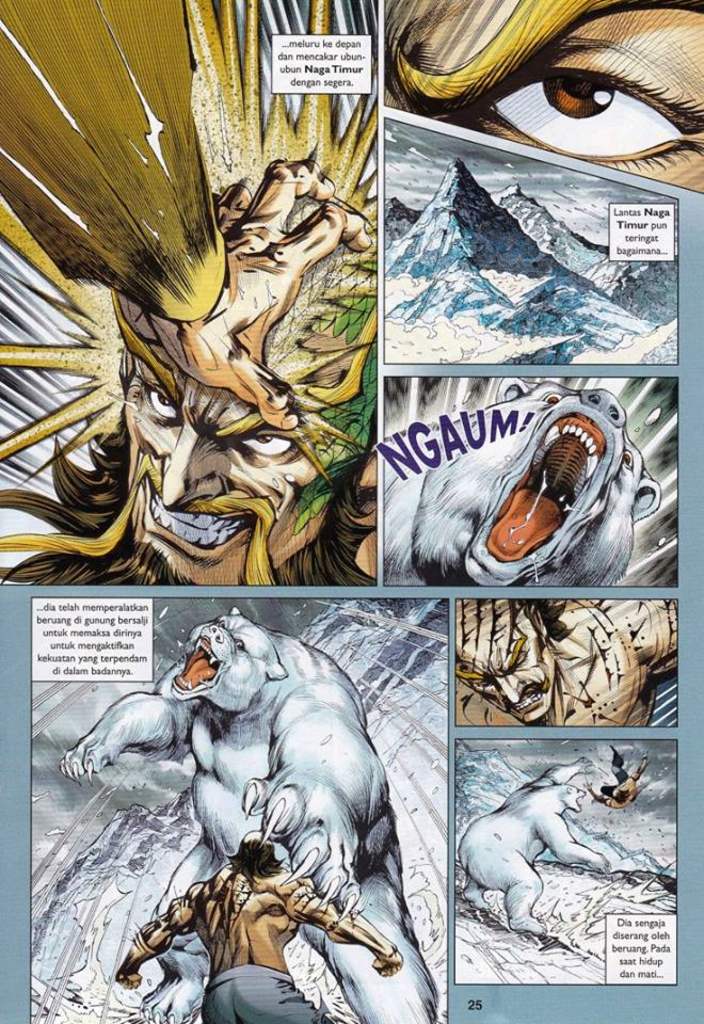 ...meluru ke depan
dan mencakar ubun-
ubun Naga Timur
dengan segera.
Lantas Naga
Timur pun
teringat
bagaimana...
NGAUM!
...dia telah memperalatkan
beruang di gunung bersalji
untuk memaksa dirinya
untuk mengaktifkan
kekuatan yang terpendam
di dalam badannya.
Dia sengaja
diserang oleh
beruang. Pada
saat hidup
dan mati...
25